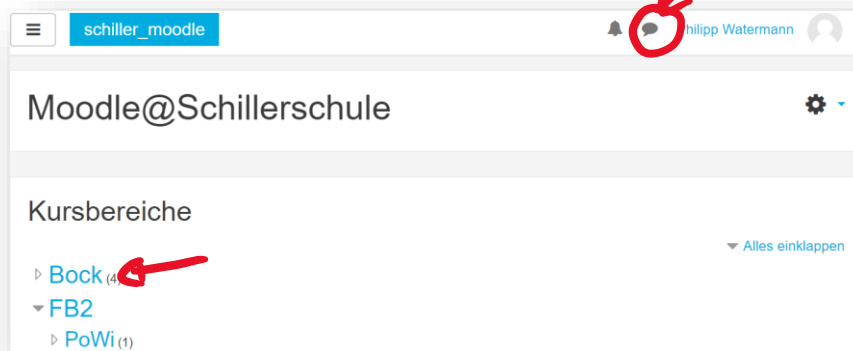 schiller_moodle hilipp Watermann
Moodle@Schillerschule
Kursbereiche
Alles einklappen
Bock (4)
FB2
PoWi (1)